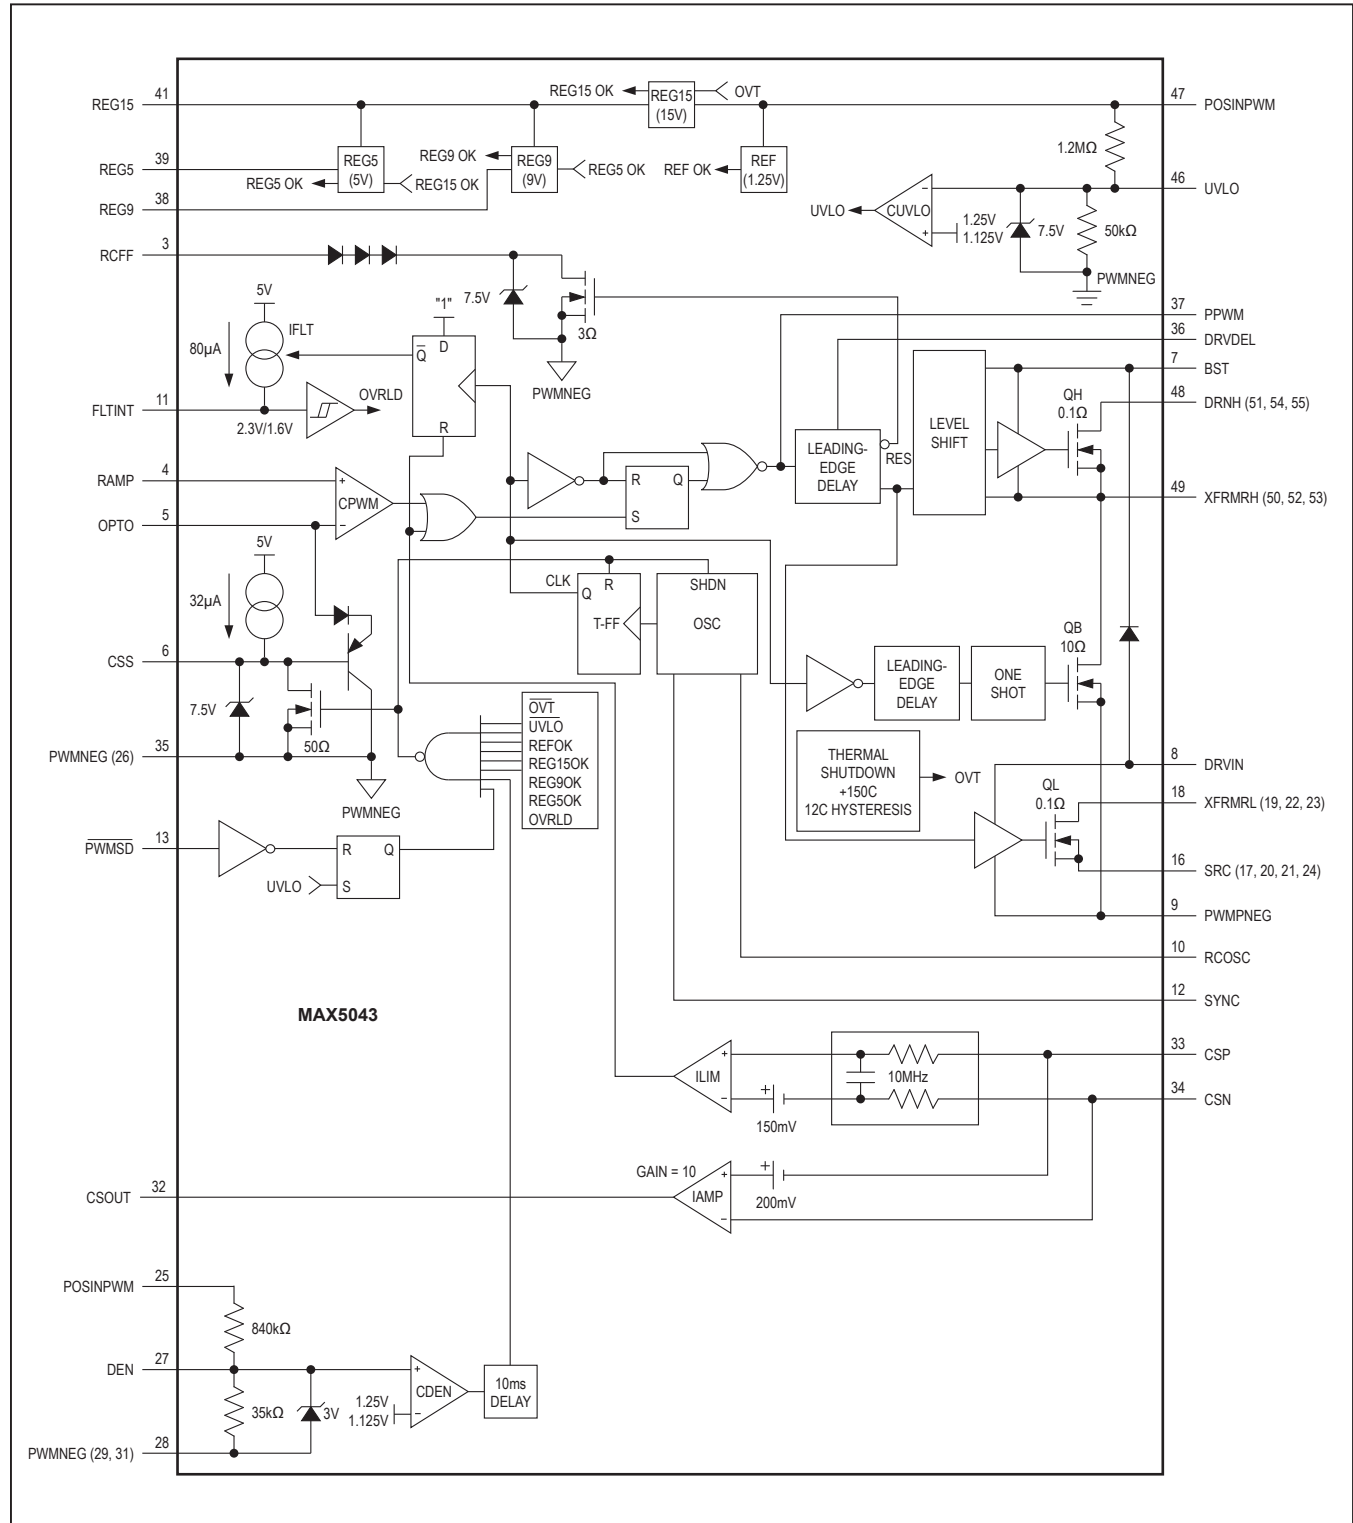 REG15 41
REG15 OK
REG15
(15V)
OVT
47 POSINPWM
REG5 39
REG5
(5V)
REG5 OK
REG15 OK
REG9 OK
REG9
(9V)
REG5 OK
REF OK
REF
(1.25V)
1.2MΩ
46 UVLO
REG9 38
UVLO
CUVLO
−
+
1.25V
1.125V
7.5V
50kΩ
PWMNEG
RCFF 3
7.5V
3Ω
PWMNEG
5V
IFLT
80µA
"1"
D
Q
R
37 PPWM
36 DRVDEL
7 BST
48 DRNH (51, 54, 55)
FLTINT 11
2.3V/1.6V
OVRLD
QH
0.1Ω
LEVEL
SHIFT
LEADING-
EDGE
DELAY
RES
RAMP 4
+
CPWM
−
OPTO 5
R
Q
S
49 XFRMRH (50, 52, 53)
5V
32µA
CLK
Q
R
T-FF
SHDN
OSC
CSS 6
7.5V
50Ω
PWMNEG (26) 35
PWMNEG
LEADING-
EDGE
DELAY
ONE
SHOT
QB
10Ω
OVT
UVLO
REFOK
REG15OK
REG9OK
REG5OK
OVRLD
THERMAL
SHUTDOWN
+150C
12C HYSTERESIS
OVT
8 DRVIN
QL
0.1Ω
18 XFRMRL (19, 22, 23)
PWMSD 13
R
Q
S
UVLO
16 SRC (17, 20, 21, 24)
9 PWMPNEG
10 RCOSC
12 SYNC
MAX5043
ILIM
+
−
+
150mV
10MHz
33 CSP
34 CSN
GAIN = 10
IAMP
+
−
+
200mV
CSOUT 32
POSINPWM 25
840kΩ
DEN 27
35kΩ
3V
+
CDEN
−
1.25V
1.125V
10ms
DELAY
PWMNEG (29, 31) 28